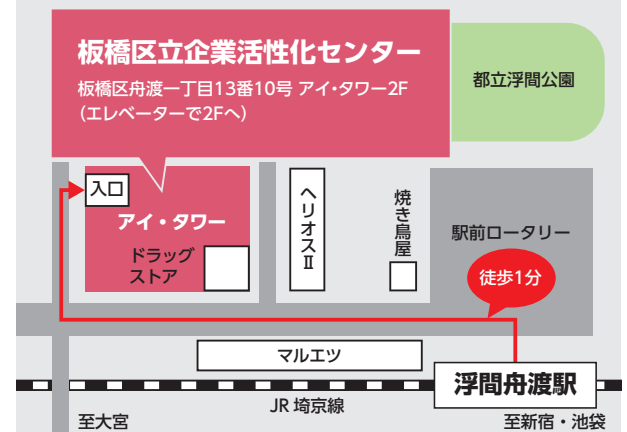 板橋区立企業活性化センター
板橋区舟渡一丁目13番10号 アイ・タワー2F
(エレベーターで2Fへ)
都立浮間公園
入口
アイ・タワー
ドラッグ
ストア
ヘリオスⅡ
焼き鳥屋
駅前ロータリー
徒歩1分
マルエツ
浮間舟渡駅
JR 埼京線
至大宮
至新宿・池袋